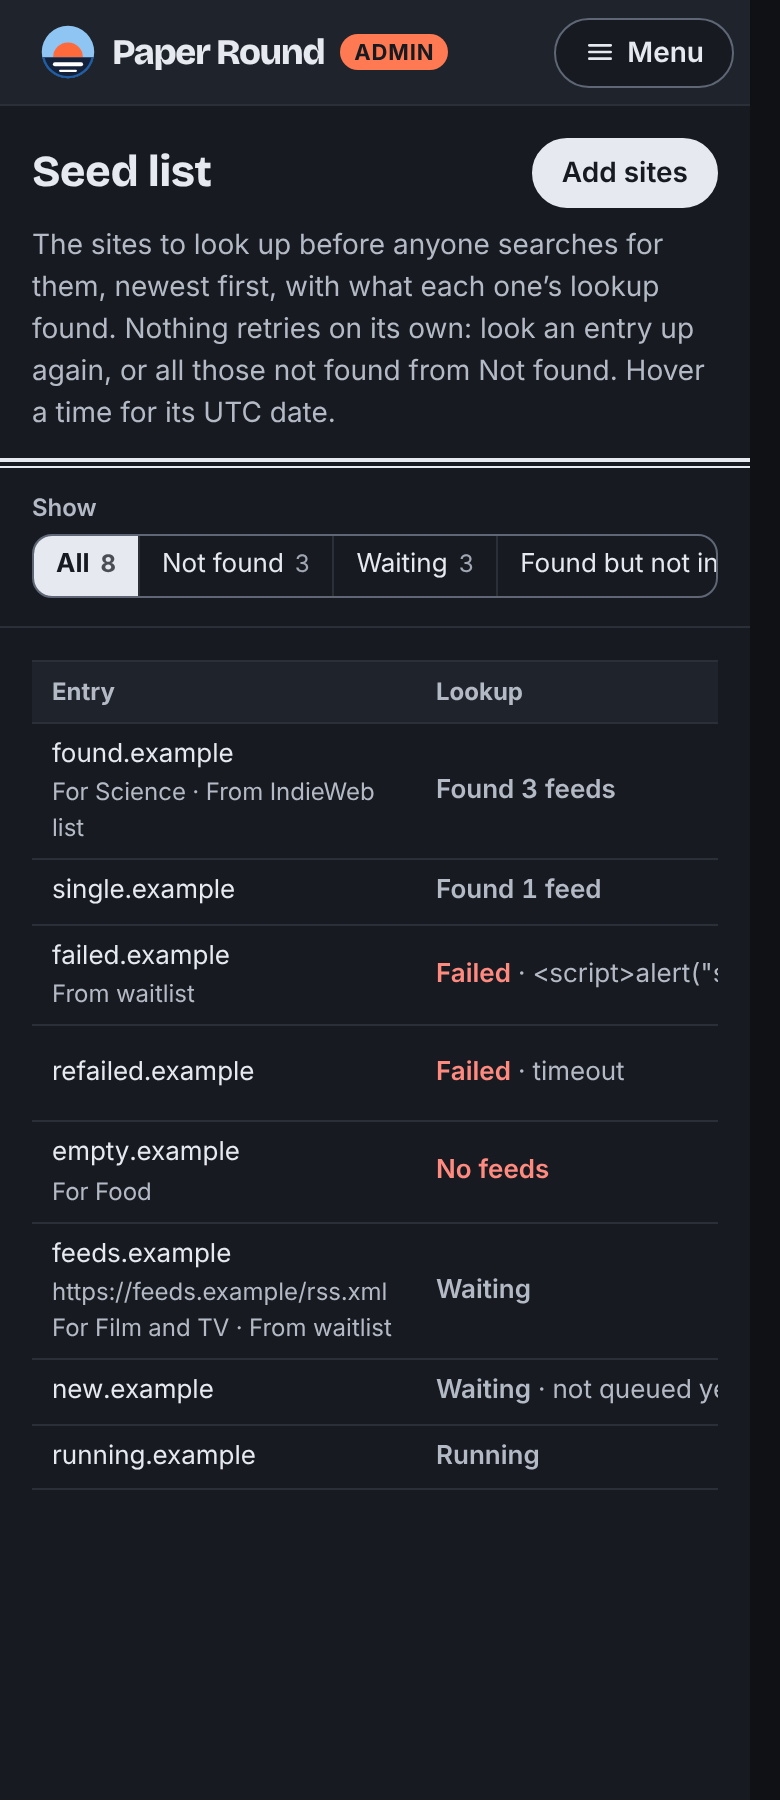 Paper Round ADMIN
Menu
Seed list
Add sites
The sites to look up before anyone searches for
them, newest first, with what each one’s lookup
found. Nothing retries on its own: look an entry up
again, or all those not found from Not found. Hover
a time for its UTC date.
Show
All 8 Not found 3 Waiting 3 Found but not in
Entry Lookup
found.example
For Science · From IndieWeb
list
Found 3 feeds
single.example Found 1 feed
failed.example
From waitlist
Failed · <script>alert("s
refailed.example Failed · timeout
empty.example
For Food
No feeds
feeds.example
https://feeds.example/rss.xml
For Film and TV · From waitlist
Waiting
new.example Waiting · not queued ye
running.example Running